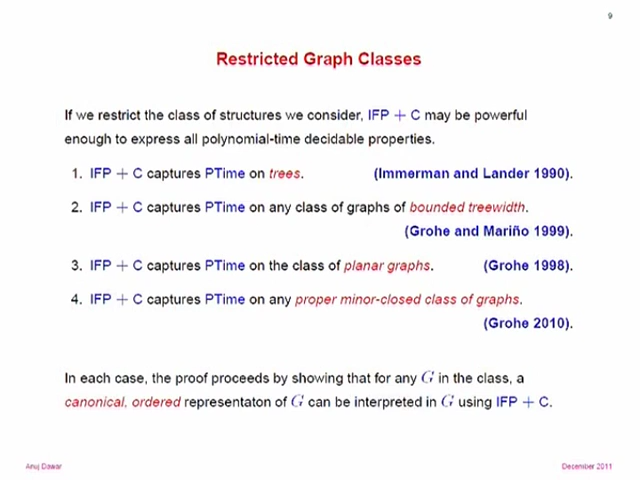 9
Restricted Graph Classes
If we restrict the class of structures we consider, IFP + C may be powerful
enough to express all polynomial-time decidable properties.
1. IFP + C captures PTime on trees. (Immerman and Lander 1990).
2. IFP + C captures PTime on any class of graphs of bounded treewidth.
(Grohe and Mariño 1999).
3. IFP + C captures PTime on the class of planar graphs. (Grohe 1998).
4. IFP + C captures PTime on any proper minor-closed class of graphs.
(Grohe 2010).
In each case, the proof proceeds by showing that for any G in the class, a
canonical, ordered representaton of G can be interpreted in G using IFP + C.
Anuj Dawar December 2011